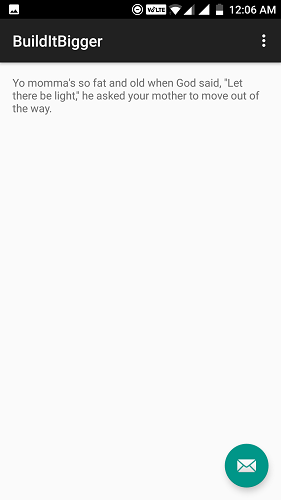 VoLTE 12:06 AM
BuildItBigger
Yo momma's so fat and old when God said, "Let
there be light," he asked your mother to move out of
the way.